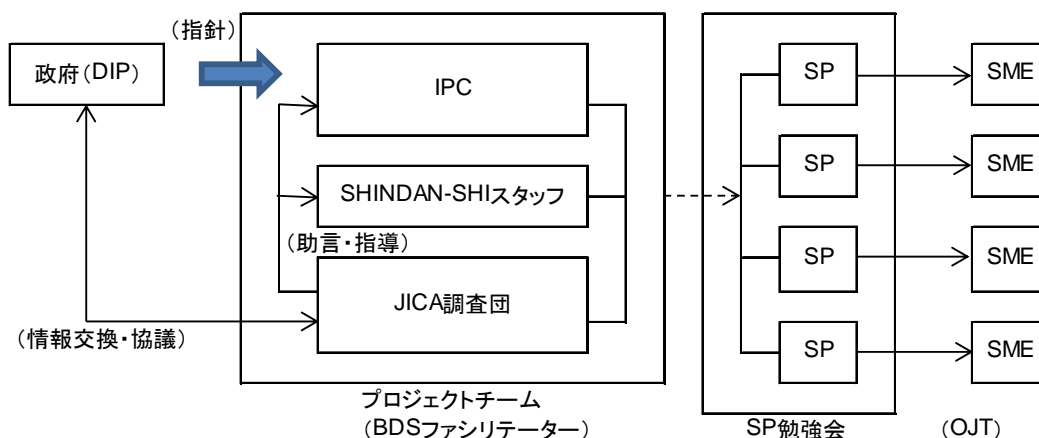 (指針)
政府(DIP)
IPC
SHINDAN-SHIスタッフ
(助言・指導)
JICA調査団
(情報交換・協議)
プロジェクトチーム
(BDSファシリテーター)
SP
SME
SP
SME
SP
SME
SP
SME
SP勉強会
(OJT)